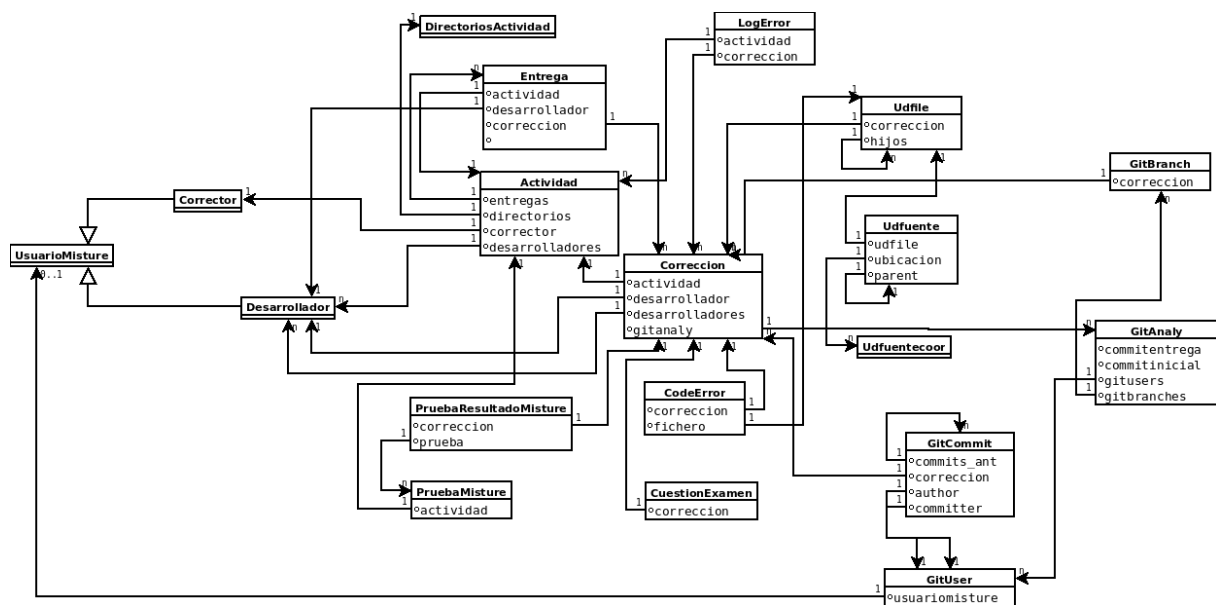 DirectoriosActividad
LogError
actividad
correccion
Entrega
actividad
desarrollador
correccion
Udfile
correccion
hijos
GitBranch
correccion
Actividad
entregas
directorios
corrector
desarrolladores
Corrector
UsuarioMisture
0..1
Desarrollador
Udfuente
udfile
ubicacion
parent
Correccion
actividad
desarrollador
desarrolladores
gitanaly
Udfuentecoor
GitAnaly
commitentrega
commitinicial
gitusers
gitbranches
CodeError
correccion
fichero
PruebaResultadoMisture
correccion
prueba
GitCommit
commits_ant
correccion
author
committer
PruebaMisture
actividad
CuestionExamen
correccion
GitUser
usuariomisture